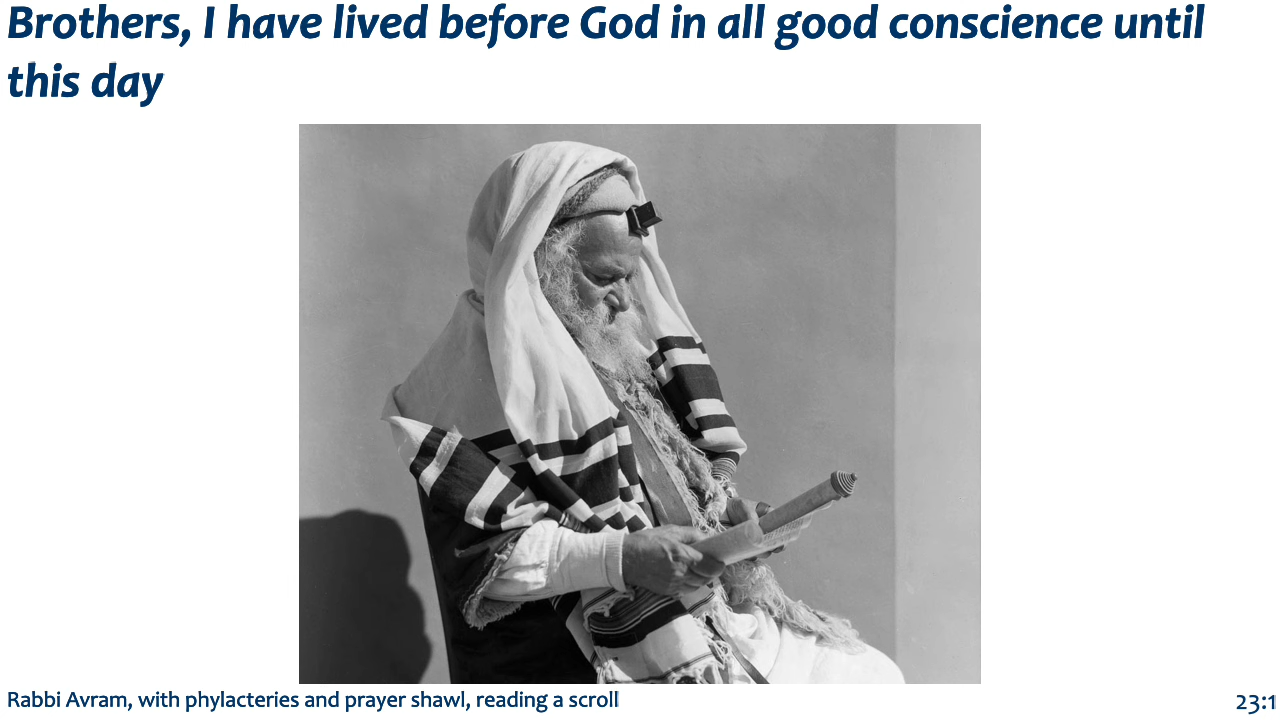 Brothers, I have lived before God in all good conscience until
this day
Rabbi Avram, with phylacteries and prayer shawl, reading a scroll
23:1